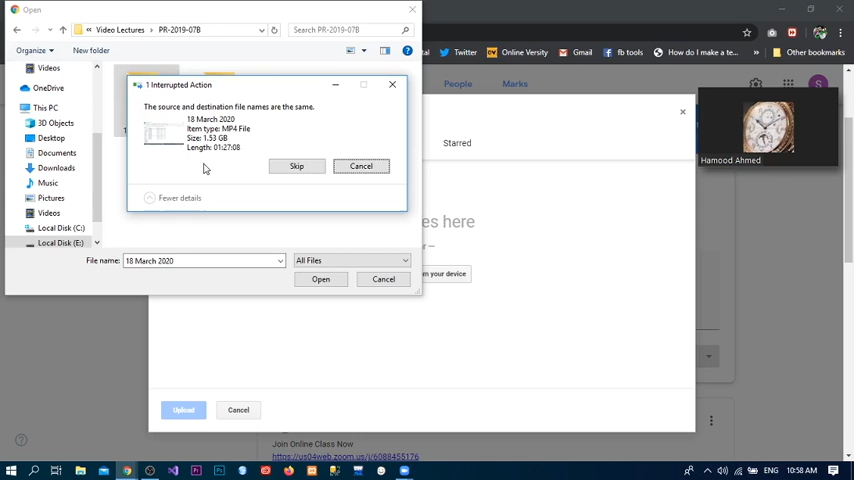 Open
Video Lectures
PR-2019-07B
Search PR-2019-07B
Organize
New folder
Videos
OneDrive
This PC
3D Objects
Desktop
Documents
Downloads
Music
Pictures
Videos
Local Disk (C:)
Local Disk (E:)
1 Interrupted Action
The source and destination file names are the same.
18 March 2020
Item type: MP4 File
Size: 1.53 GB
Length: 01:27:08
Skip
Cancel
Fewer details
File name:
18 March 2020
All Files
Open
Cancel
Twitter
Online Versity
Gmail
fb tools
How do I make a te...
Other bookmarks
People
Marks
S
Starred
Hamood Ahmed
es here
or —
m your device
Upload
Cancel
Join Online Class Now
https://us04web.zoom.us/j/6088455176
ENG
10:58 AM